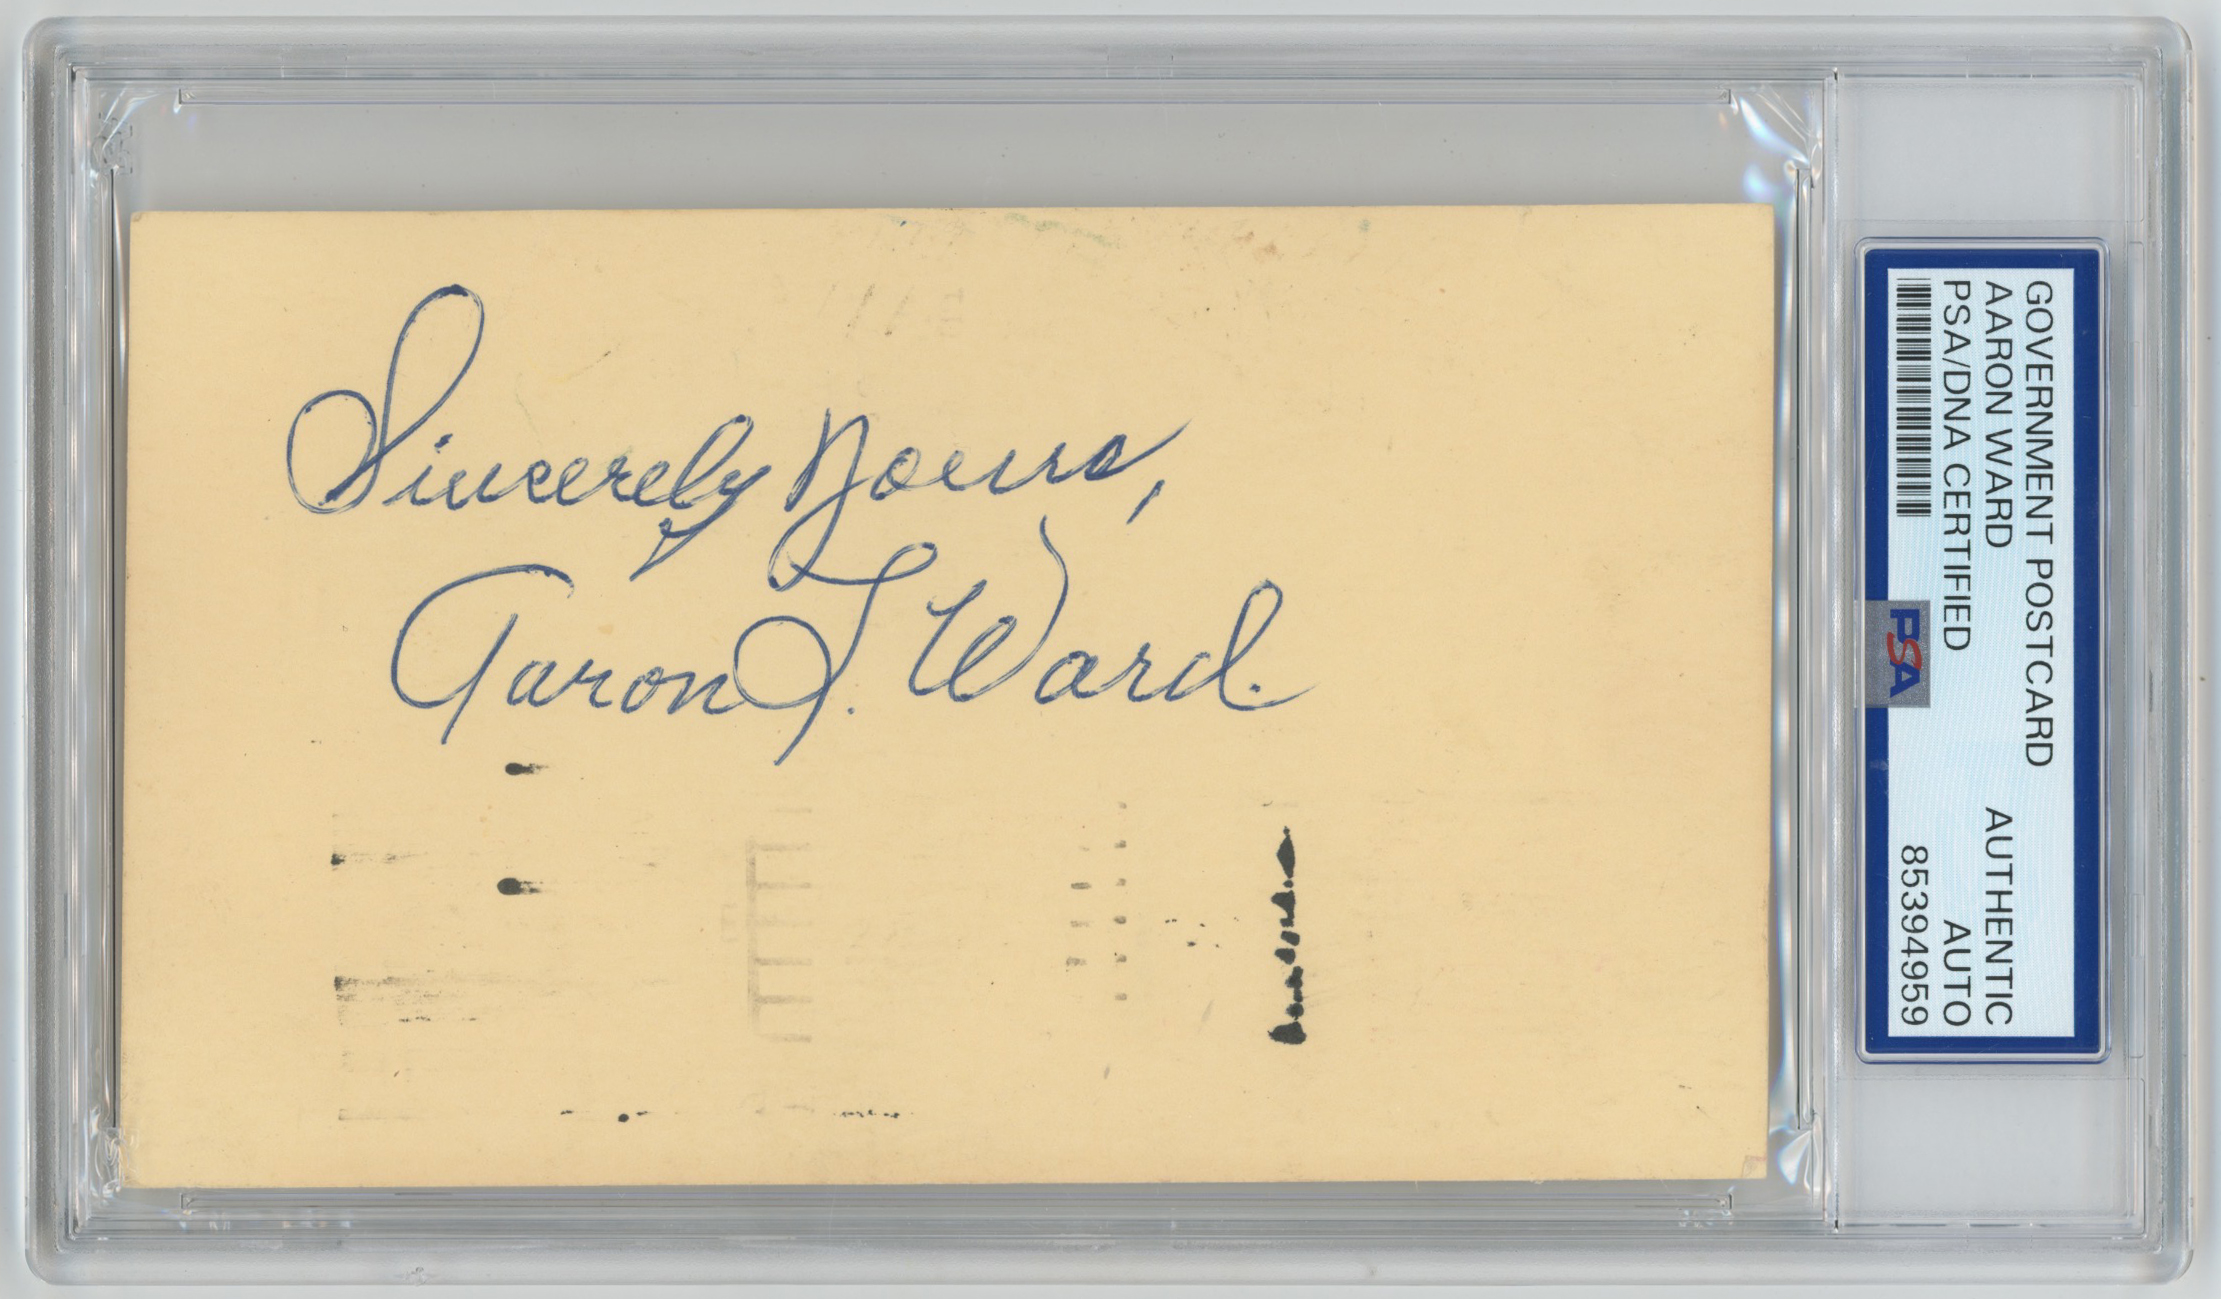 Sincerely Yours,
Aaron L. Ward.
GOVERNMENT POSTCARD
AARON WARD AUTHENTIC
PSA/DNA CERTIFIED AUTO
85394959
PSA